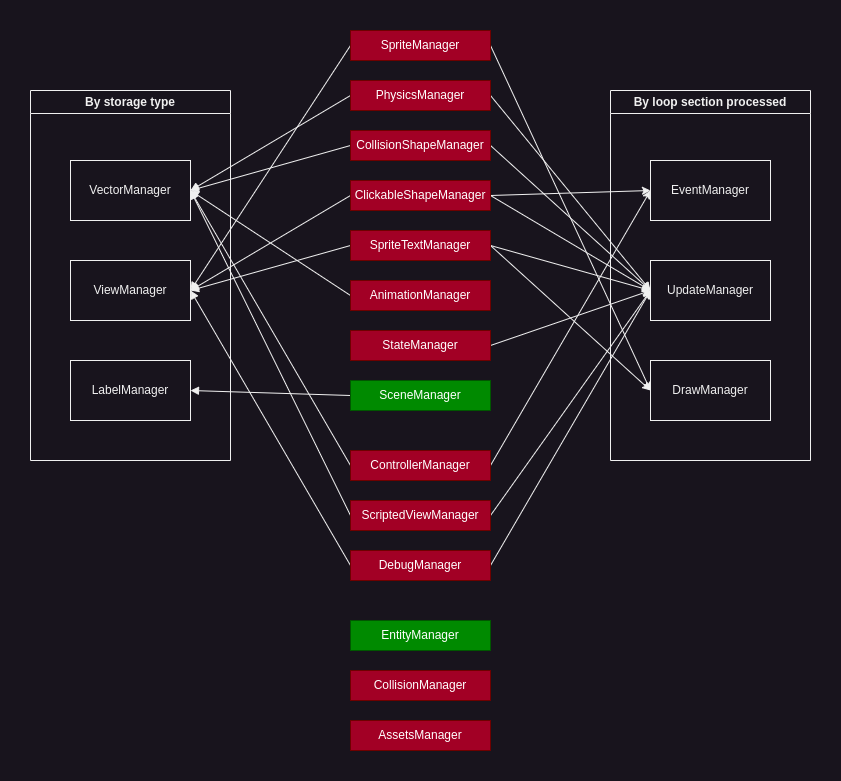 SpriteManager
PhysicsManager
CollisionShapeManager
ClickableShapeManager
SpriteTextManager
AnimationManager
StateManager
SceneManager
ControllerManager
ScriptedViewManager
DebugManager
EntityManager
CollisionManager
AssetsManager
By storage type
VectorManager
ViewManager
LabelManager
By loop section processed
EventManager
UpdateManager
DrawManager